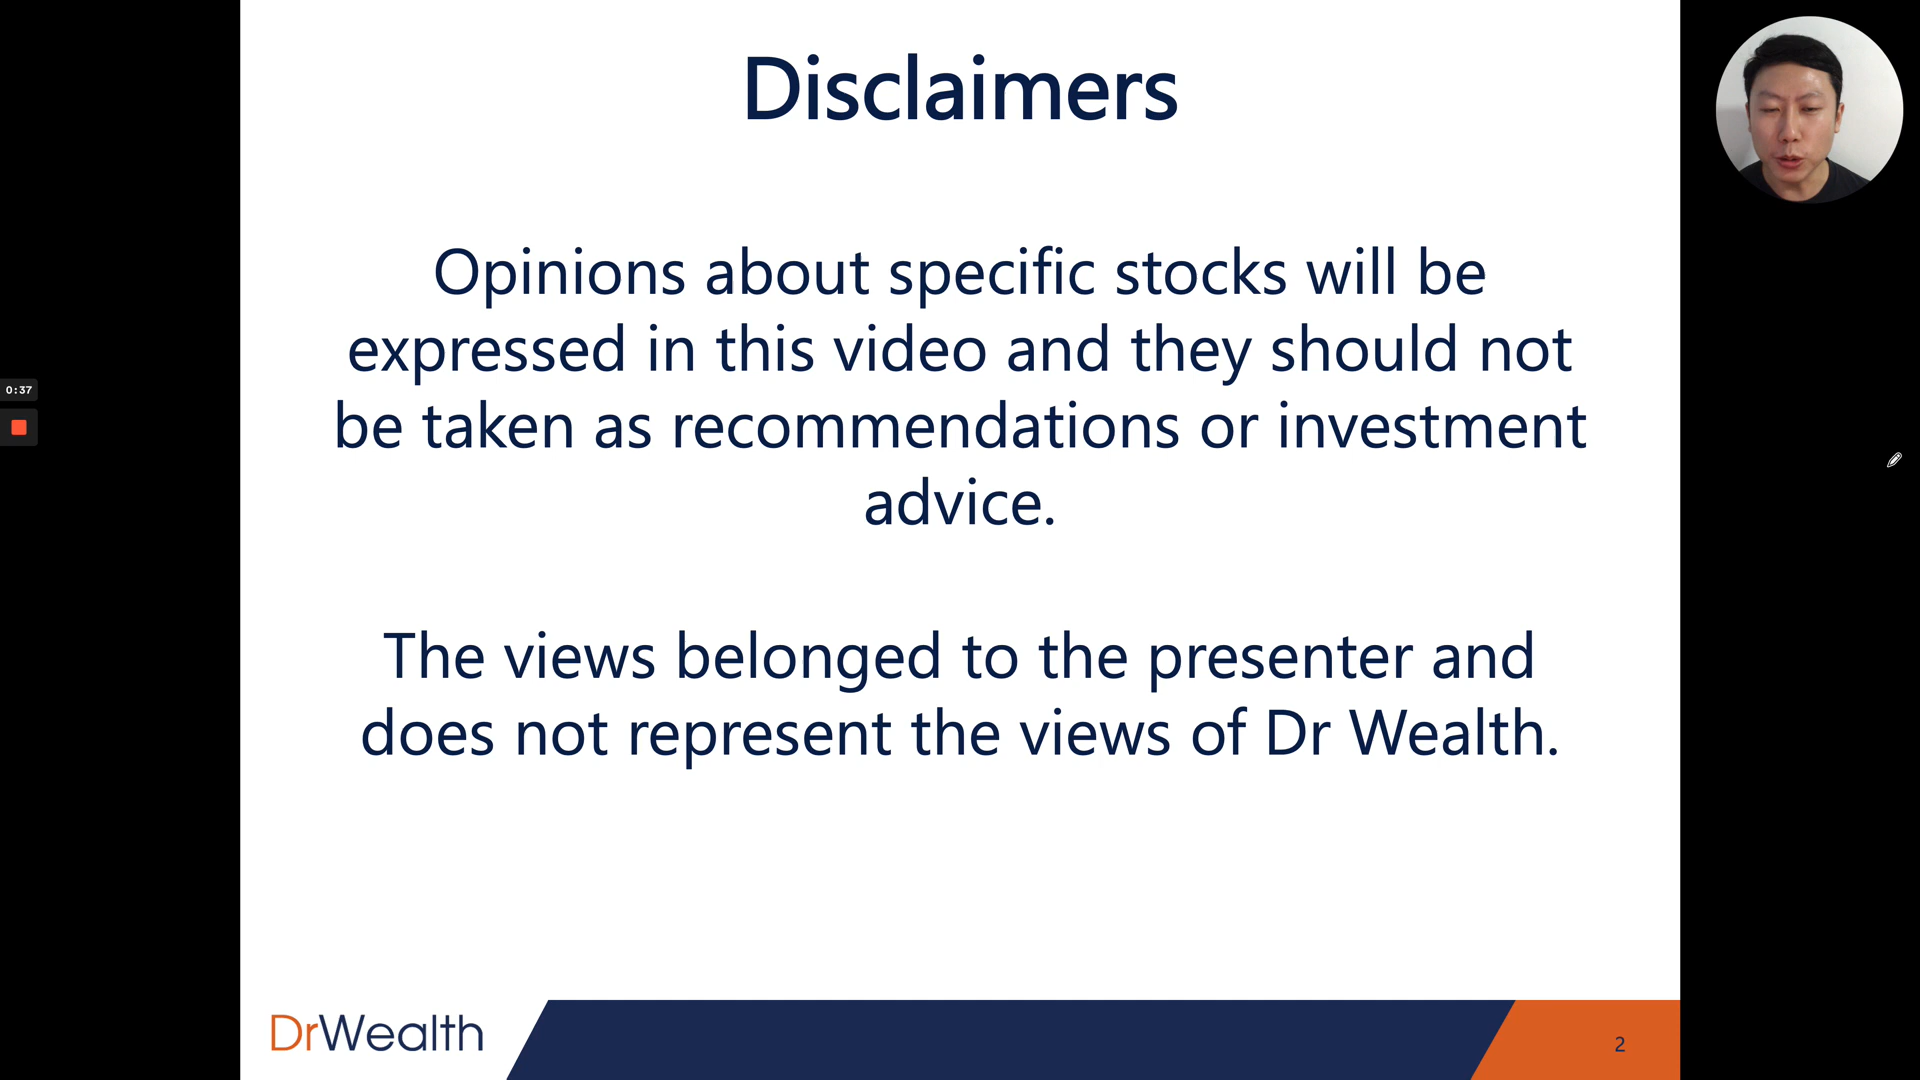 Disclaimers
Opinions about specific stocks will be
expressed in this video and they should not
be taken as recommendations or investment
advice.
The views belonged to the presenter and
does not represent the views of Dr Wealth.
0:37
DrWealth
2